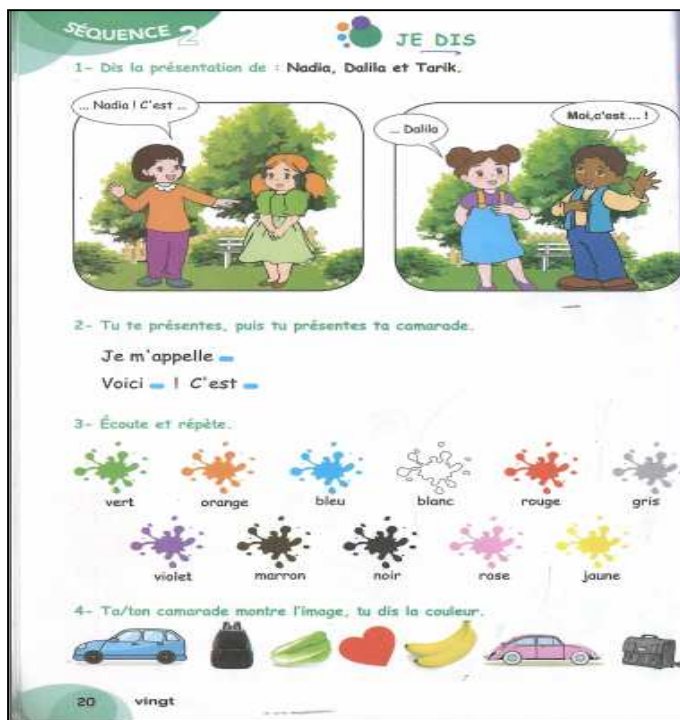 SÉQUENCE 2
JE DIS
1- Dis la présentation de : Nadia, Dalila et Tarik.
... Nadia ! C'est ...
... Dalila
Moi,c'est ... !
2- Tu te présentes, puis tu présentes ta camarade.
Je m'appelle
Voici ! C'est
3- Écoute et répète.
vert orange bleu blanc rouge gris
violet marron noir rose jaune
4- Ta/ton camarade montre l'image, tu dis la couleur.
20 vingt